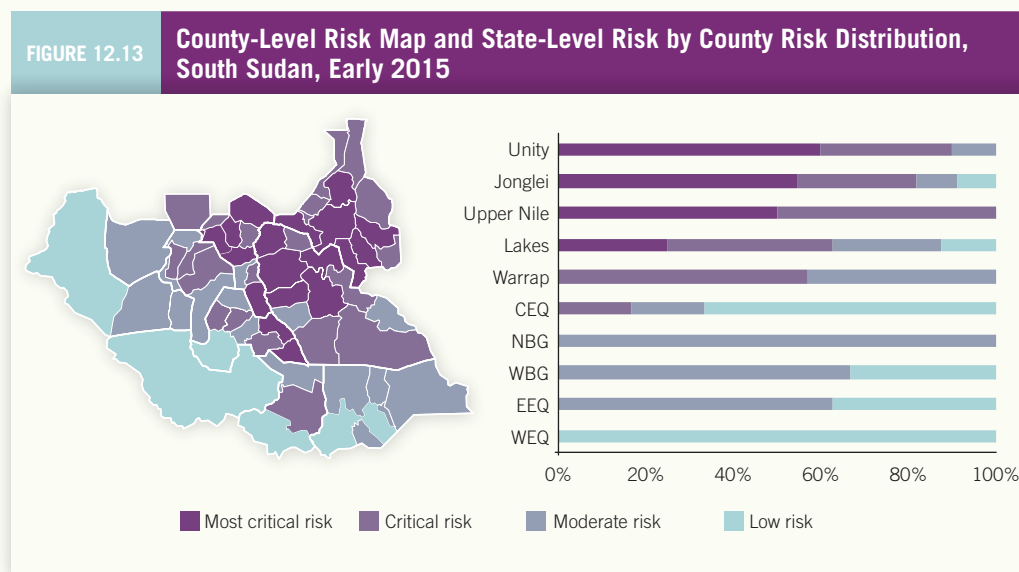 FIGURE 12.13
County-Level Risk Map and State-Level Risk by County Risk Distribution,
South Sudan, Early 2015
Unity
Jonglei
Upper Nile
Lakes
Warrap
CEQ
NBG
WBG
EEQ
WEQ
0% 20% 40% 60% 80% 100%
Most critical risk Critical risk Moderate risk Low risk